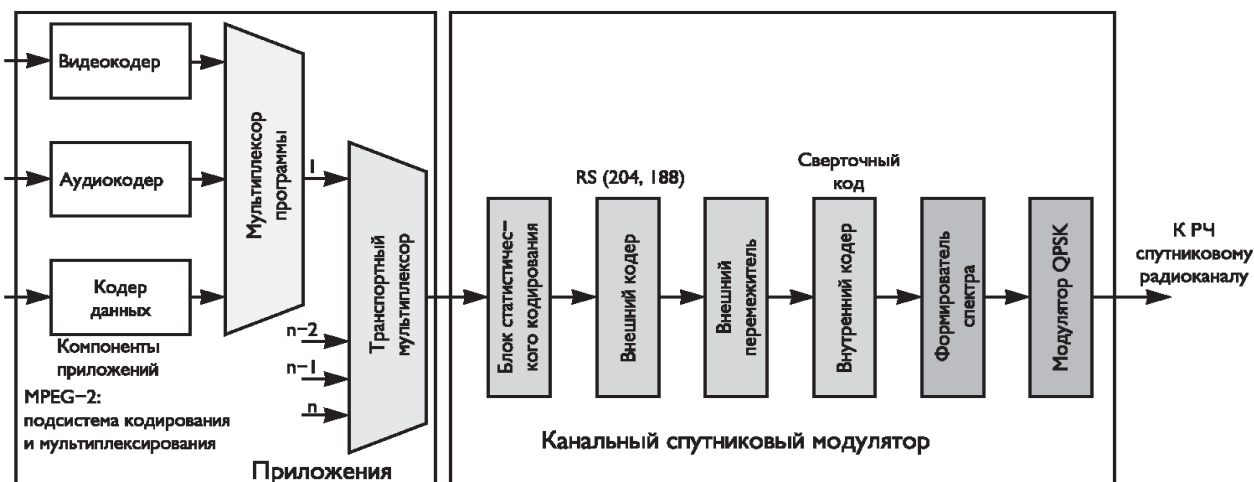 Видеокодер
Аудиокодер
Кодер
данных
Компоненты
приложений
MPEG–2:
подсистема кодирования
и мультиплексирования
Мультиплексор
программы
1
n–2
n–1
n
Транспортный
мультиплексор
Приложения
Блок статистичес–
кого кодирования
RS (204, 188)
Внешний кодер
Внешний
перемежитель
Сверточный
код
Внутренний кодер
Формирователь
спектра
Модулятор QPSK
Канальный спутниковый модулятор
К РЧ
спутниковому
радиоканалу